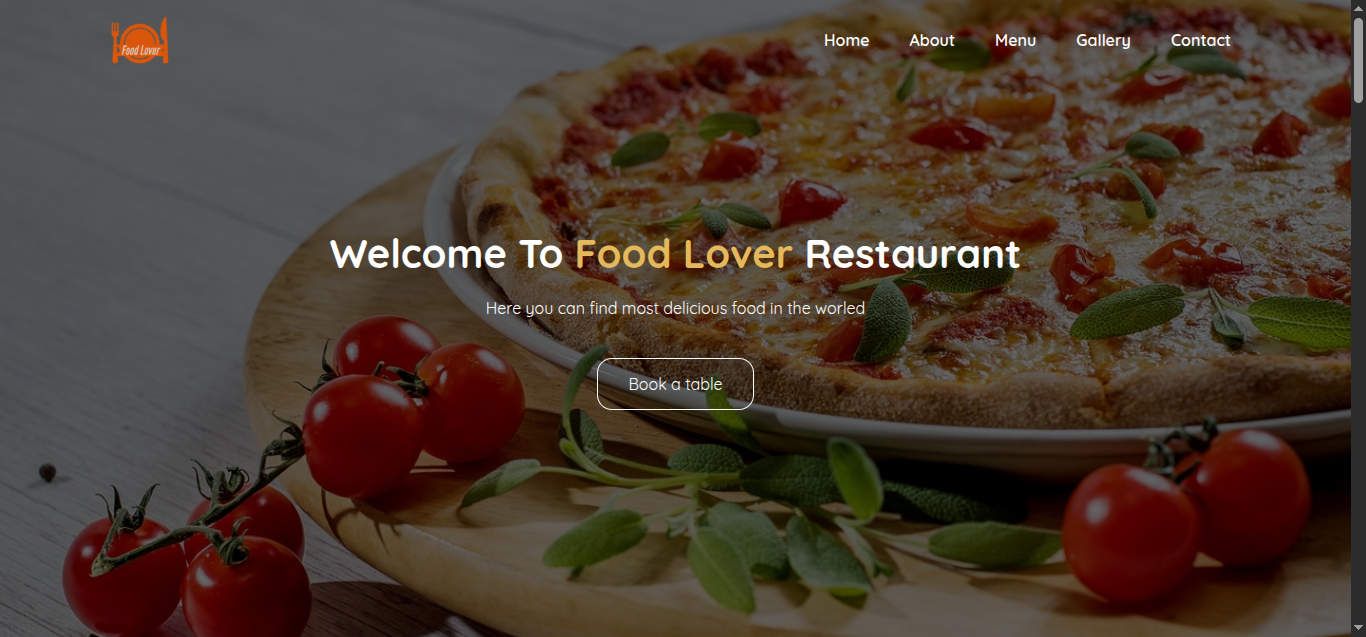 Food Lover
Home About Menu Gallery Contact
Welcome To Food Lover Restaurant
Here you can find most delicious food in the worled
Book a table